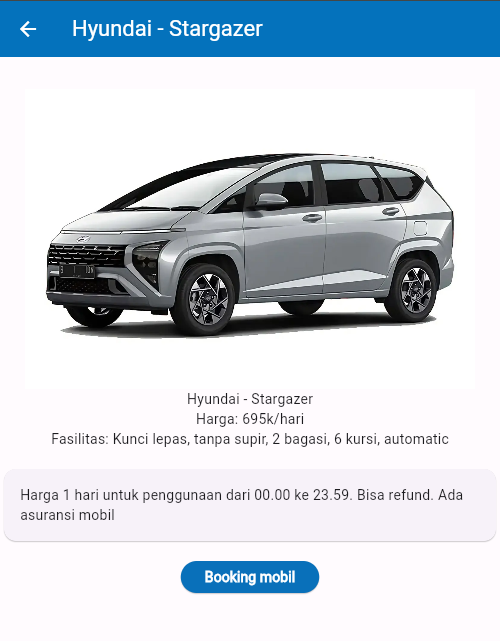 Hyundai - Stargazer
Hyundai - Stargazer
Harga: 695k/hari
Fasilitas: Kunci lepas, tanpa supir, 2 bagasi, 6 kursi, automatic
Harga 1 hari untuk penggunaan dari 00.00 ke 23.59. Bisa refund. Ada
asuransi mobil
Booking mobil